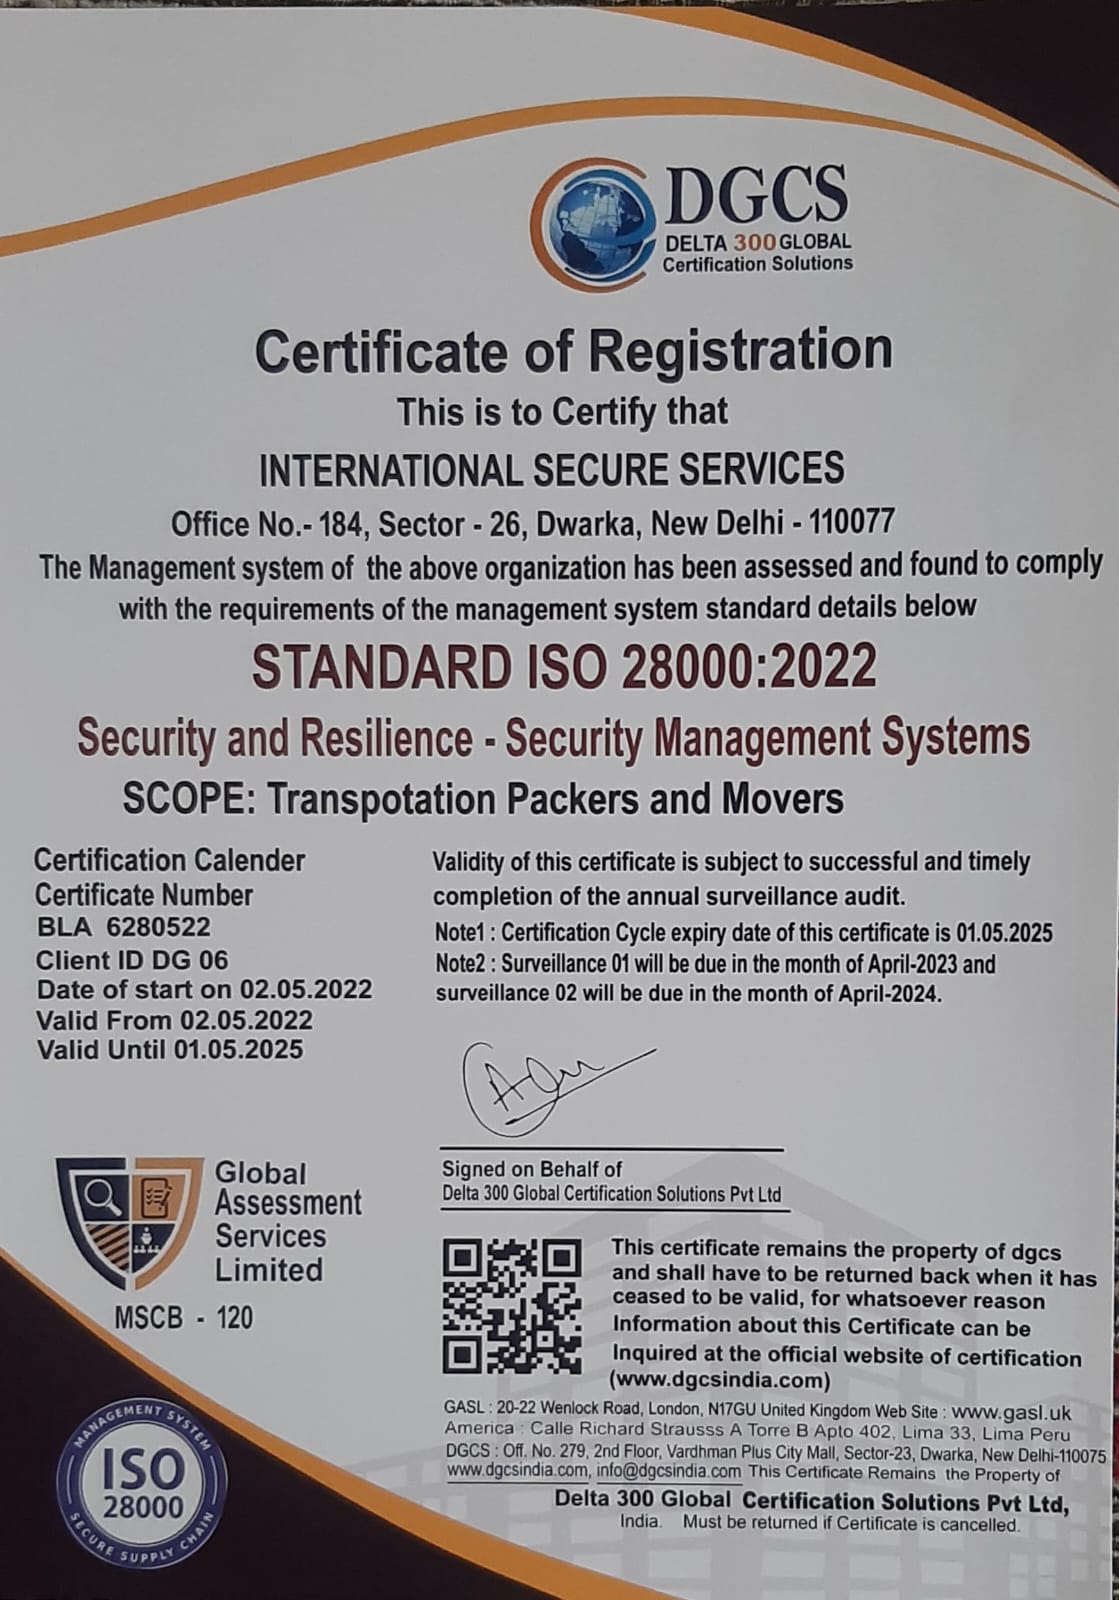 DGCS
DELTA 300 GLOBAL
Certification Solutions
Certificate of Registration
This is to Certify that
INTERNATIONAL SECURE SERVICES
Office No.- 184, Sector - 26, Dwarka, New Delhi - 110077
The Management system of the above organization has been assessed and found to comply
with the requirements of the management system standard details below
STANDARD ISO 28000:2022
Security and Resilience - Security Management Systems
SCOPE: Transpotation Packers and Movers
Certification Calender
Certificate Number
BLA 6280522
Client ID DG 06
Date of start on 02.05.2022
Valid From 02.05.2022
Valid Until 01.05.2025
Validity of this certificate is subject to successful and timely
completion of the annual surveillance audit.
Note1 : Certification Cycle expiry date of this certificate is 01.05.2025
Note2 : Surveillance 01 will be due in the month of April-2023 and
surveillance 02 will be due in the month of April-2024.
Signed on Behalf of
Delta 300 Global Certification Solutions Pvt Ltd
Global
Assessment
Services
Limited
MSCB - 120
This certificate remains the property of dgcs
and shall have to be returned back when it has
ceased to be valid, for whatsoever reason
Information about this Certificate can be
Inquired at the official website of certification
(www.dgcsindia.com)
GASL : 20-22 Wenlock Road, London, N17GU United Kingdom Web Site : www.gasl.uk
America : Calle Richard Strausss A Torre B Apto 402, Lima 33, Lima Peru
DGCS : Off. No. 279, 2nd Floor, Vardhman Plus City Mall, Sector-23, Dwarka, New Delhi-110075
www.dgcsindia.com, info@dgcsindia.com This Certificate Remains the Property of
Delta 300 Global Certification Solutions Pvt Ltd,
India. Must be returned if Certificate is cancelled.
MANAGEMENT SYSTEM
ISO
28000
SECURE SUPPLY CHAIN